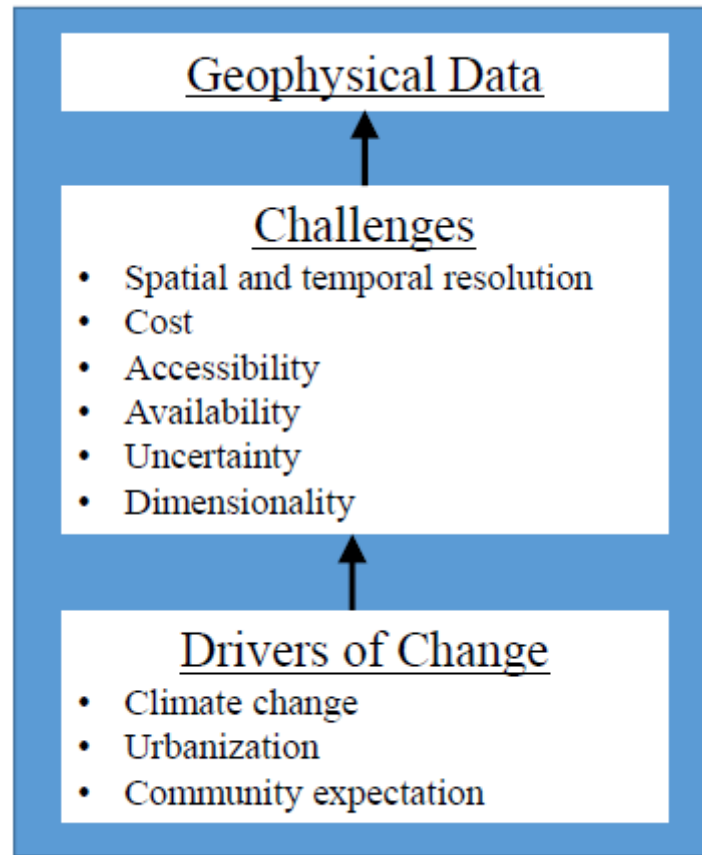 Geophysical Data
Challenges
• Spatial and temporal resolution
• Cost
• Accessibility
• Availability
• Uncertainty
• Dimensionality
Drivers of Change
• Climate change
• Urbanization
• Community expectation